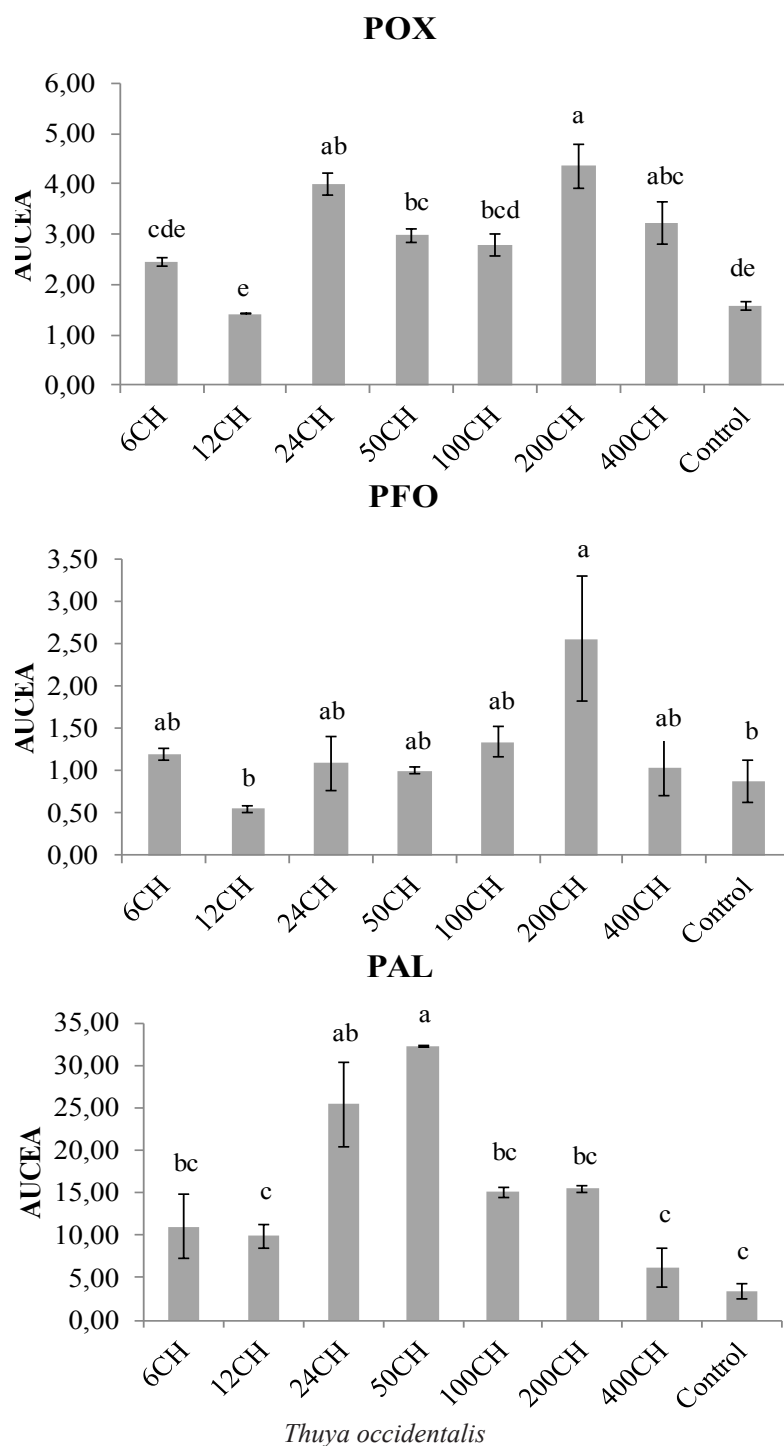 POX
6,00
a
5,00
ab
abc
4,00
bc
bcd
cde
3,00
de
AUCEA
e
2,00
1,00
0,00
6CH 12CH 24CH 50CH 100CH 200CH 400CH Control
PFO
a
3,50
3,00
2,50
AUCEA
2,00
ab ab ab ab ab b
1,50
b
1,00
0,50
0,00
6CH 12CH 24CH 50CH 100CH 200CH 400CH Control
PAL
35,00
ab a
30,00
25,00
AUCEA
20,00
bc c bc bc
15,00
c c
10,00
5,00
0,00
6CH 12CH 24CH 50CH 100CH 200CH 400CH Control
Thuya occidentalis